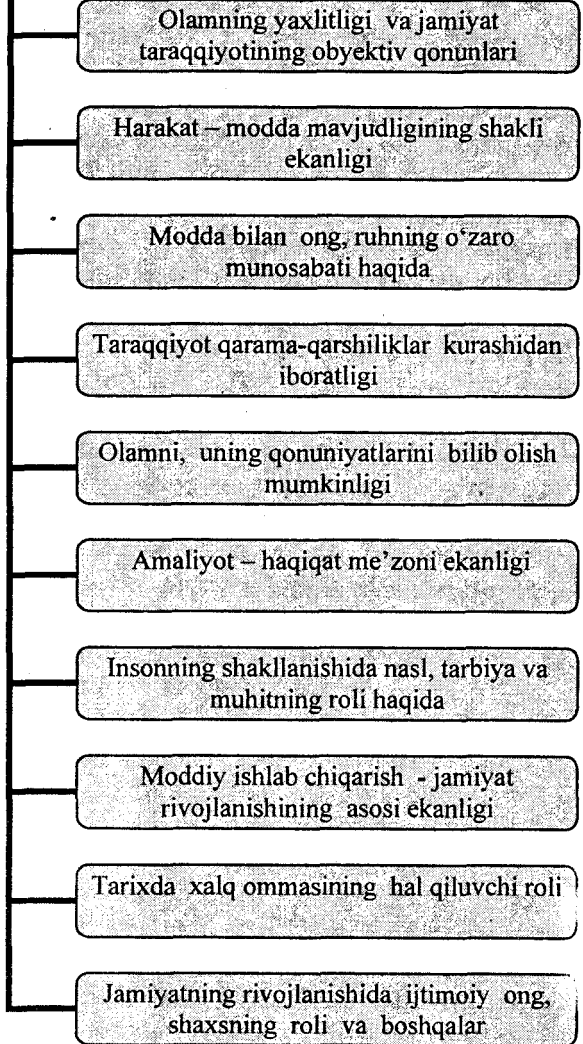 Olamning yaxlitligi va jamiyat
taraqqiyotining obyektiv qonunlari
Harakat – modda mavjudligining shakli
ekanligi
Modda bilan ong, ruhning o‘zaro
munosabati haqida
Taraqqiyot qarama-qarshiliklar kurashidan
iboratligi
Olamni, uning qonuniyatlarini bilib olish
mumkinligi
Amaliyot – haqiqat me’zoni ekanligi
Insonning shakllanishida nasl, tarbiya va
muhitning roli haqida
Moddiy ishlab chiqarish - jamiyat
rivojlanishining asosi ekanligi
Tarixda xalq ommasining hal qiluvchi roli
Jamiyatning rivojlanishida ijtimoiy ong,
shaxsning roli va boshqalar